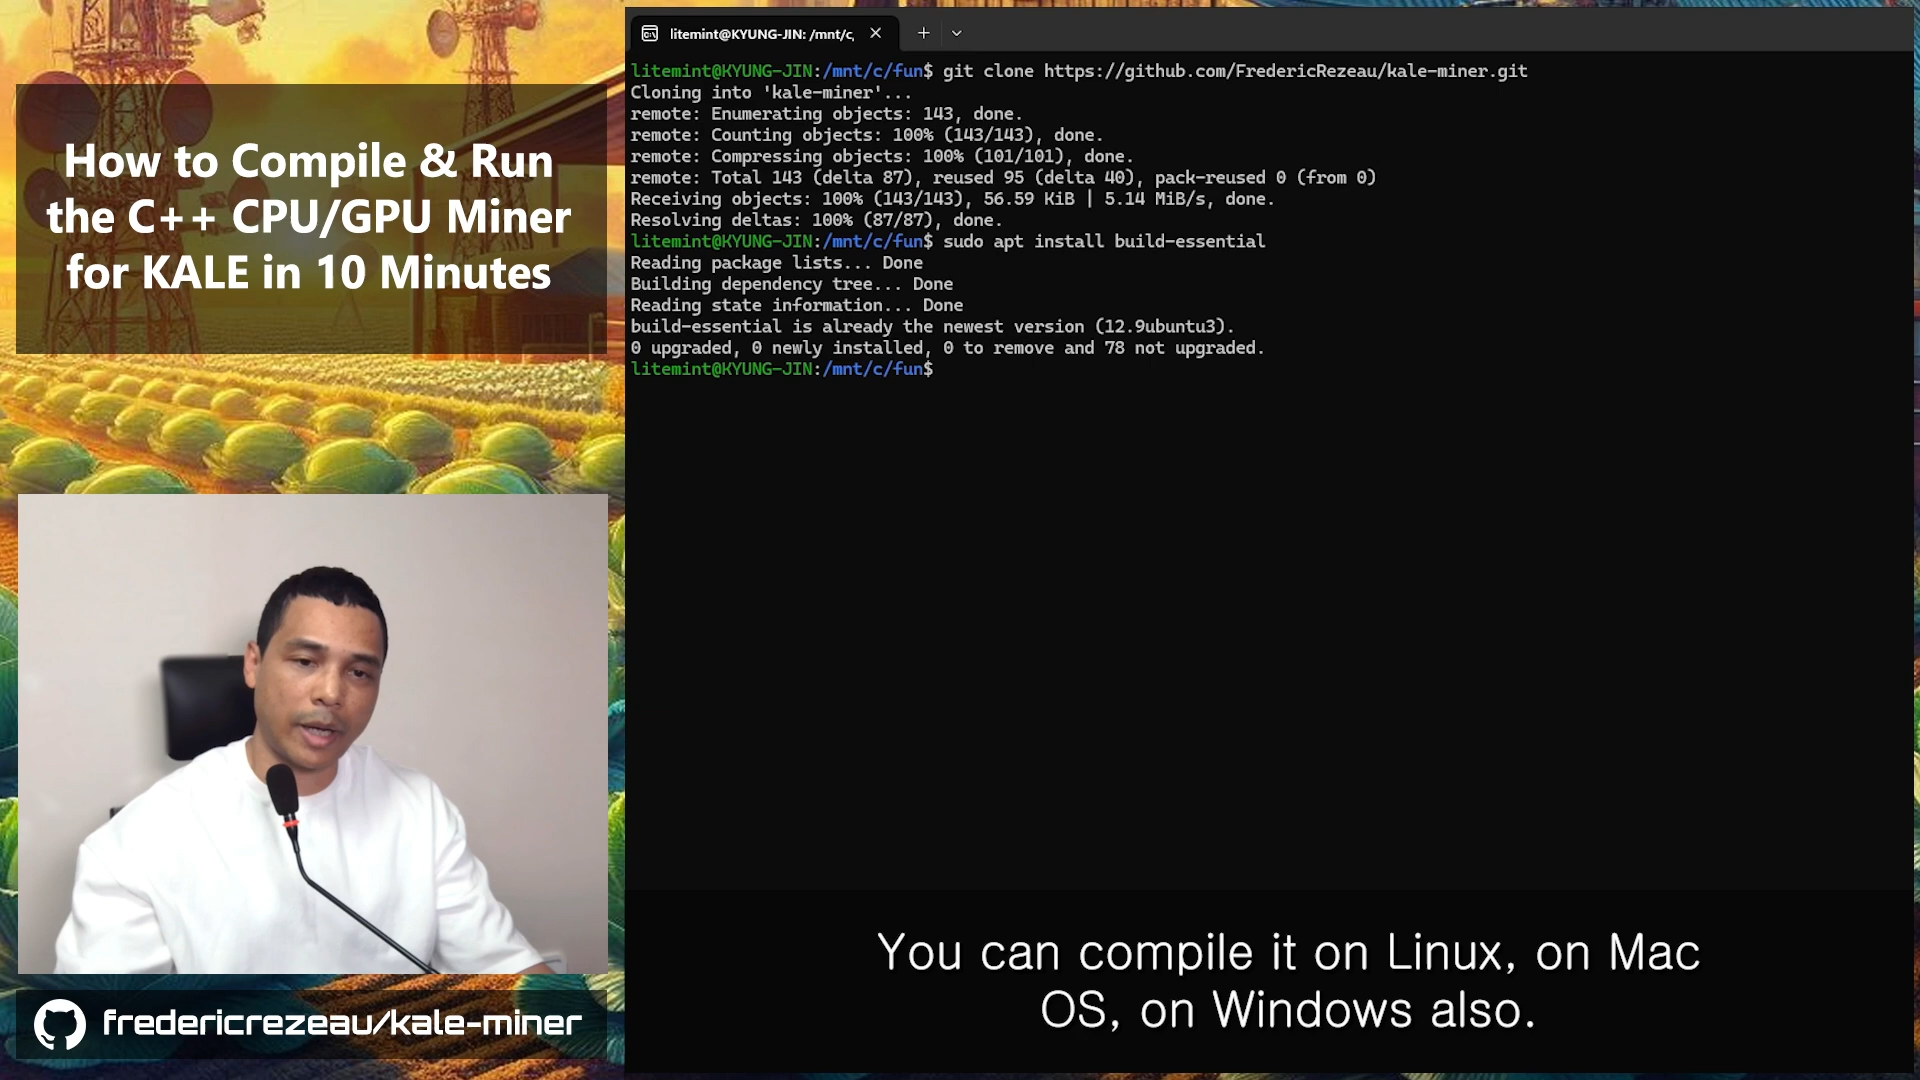 How to Compile & Run
the C++ CPU/GPU Miner
for KALE in 10 Minutes
fredericrezeau/kale-miner
litemint@KYUNG-JIN: /mnt/c,
litemint@KYUNG-JIN:/mnt/c/fun$ git clone https://github.com/FredericRezeau/kale-miner.git
Cloning into 'kale-miner'...
remote: Enumerating objects: 143, done.
remote: Counting objects: 100% (143/143), done.
remote: Compressing objects: 100% (101/101), done.
remote: Total 143 (delta 87), reused 95 (delta 40), pack-reused 0 (from 0)
Receiving objects: 100% (143/143), 56.59 KiB | 5.14 MiB/s, done.
Resolving deltas: 100% (87/87), done.
litemint@KYUNG-JIN:/mnt/c/fun$ sudo apt install build-essential
Reading package lists... Done
Building dependency tree... Done
Reading state information... Done
build-essential is already the newest version (12.9ubuntu3).
0 upgraded, 0 newly installed, 0 to remove and 78 not upgraded.
litemint@KYUNG-JIN:/mnt/c/fun$
You can compile it on Linux, on Mac
OS, on Windows also.